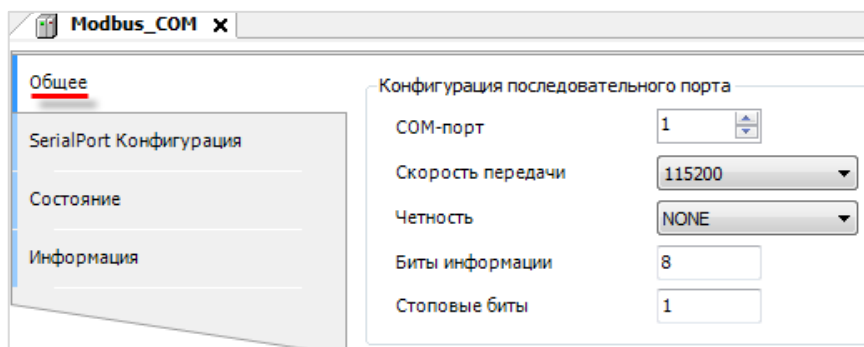 Modbus_COM X
Общее
SerialPort Конфигурация
Состояние
Информация
Конфигурация последовательного порта
COM-порт 1
Скорость передачи 115200
Четность NONE
Биты информации 8
Стоповые биты 1